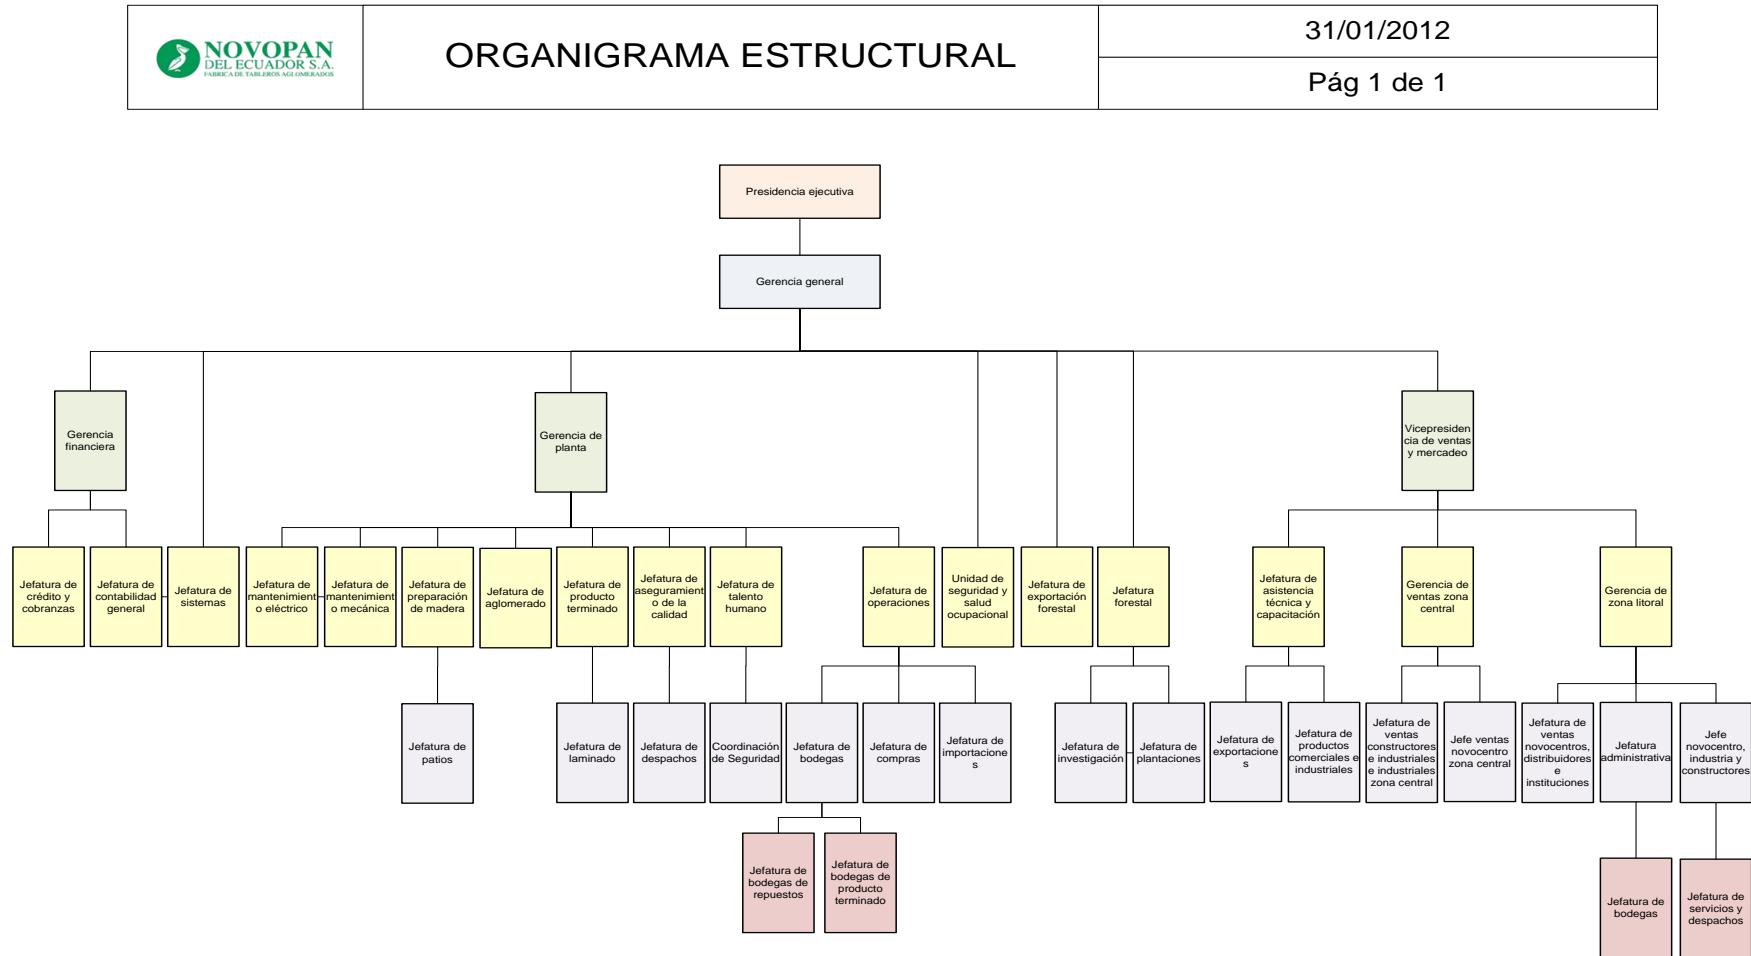 NOVOPAN
DEL ECUADOR S.A.
FABRICA DE TABLEROS AGLOMERADOS
ORGANIGRAMA ESTRUCTURAL
31/01/2012
Pág 1 de 1
Presidencia ejecutiva
Gerencia general
Gerencia
financiera
Gerencia de
planta
Vicepresiden
cia de ventas
y mercadeo
Jefatura de
crédito y
cobranzas
Jefatura de
contabilidad
general
Jefatura de
sistemas
Jefatura de
mantenimient
o eléctrico
Jefatura de
mantenimient
o mecánica
Jefatura de
preparación
de madera
Jefatura de
aglomerado
Jefatura de
producto
terminado
Jefatura de
aseguramient
o de la
calidad
Jefatura de
talento
humano
Jefatura de
operaciones
Unidad de
seguridad y
salud
ocupacional
Jefatura de
exportación
forestal
Jefatura
forestal
Jefatura de
asistencia
técnica y
capacitación
Gerencia de
ventas zona
central
Gerencia de
zona litoral
Jefatura de
patios
Jefatura de
laminado
Jefatura de
despachos
Coordinación
de Seguridad
Jefatura de
bodegas
Jefatura de
compras
Jefatura de
importacione
s
Jefatura de
investigación
Jefatura de
plantaciones
Jefatura de
exportacione
s
Jefatura de
productos
comerciales e
industriales
Jefatura de
ventas
constructores
e industriales
e industriales
zona central
Jefe ventas
novocentro
zona central
Jefatura de
ventas
novocentros,
distribuidores
e
instituciones
Jefatura
administrativa
Jefe
novocentro,
industria y
constructores
Jefatura de
bodegas de
repuestos
Jefatura de
bodegas de
producto
terminado
Jefatura de
bodegas
Jefatura de
servicios y
despachos